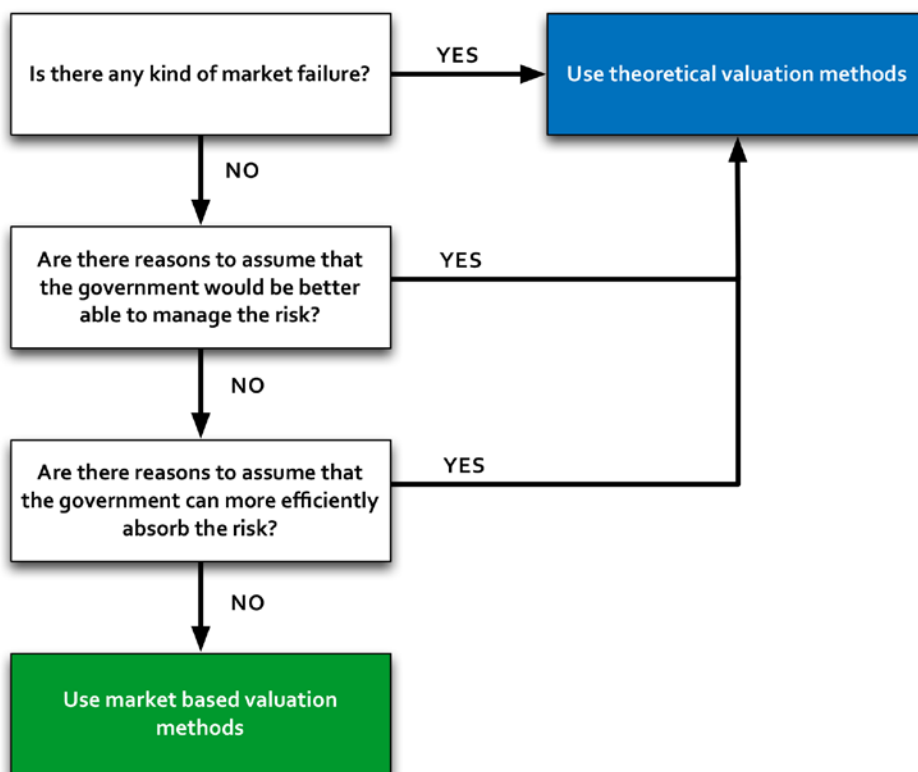 Is there any kind of market failure?
YES
Use theoretical valuation methods
NO
Are there reasons to assume that
the government would be better
able to manage the risk?
YES
NO
Are there reasons to assume that
the government can more efficiently
absorb the risk?
YES
NO
Use market based valuation
methods